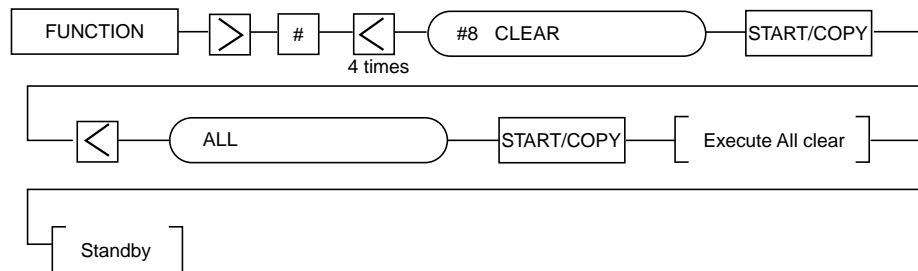 FUNCTION > # < #8 CLEAR START/COPY
4 times
< ALL START/COPY Execute All clear
Standby